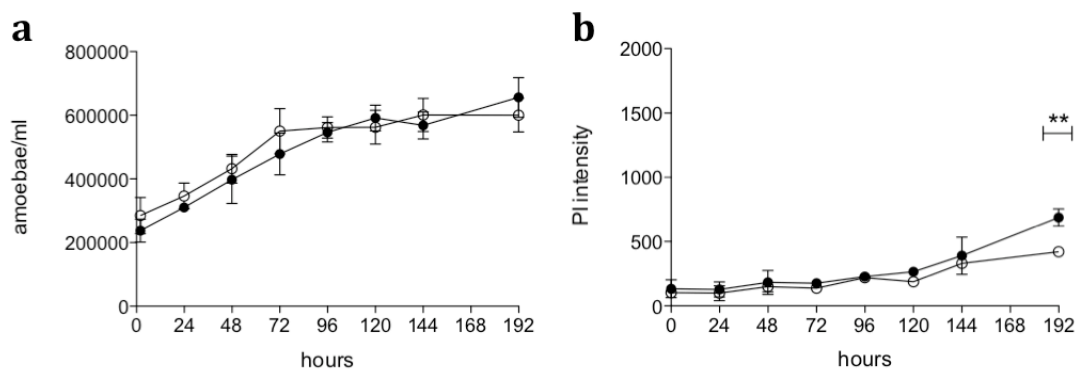 a
800000
600000
400000
200000
0
amoebae/ml
0 24 48 72 96 120 144 168 192
hours
b
2000
1500
1000
500
0
PI intensity
**
0 24 48 72 96 120 144 168 192
hours